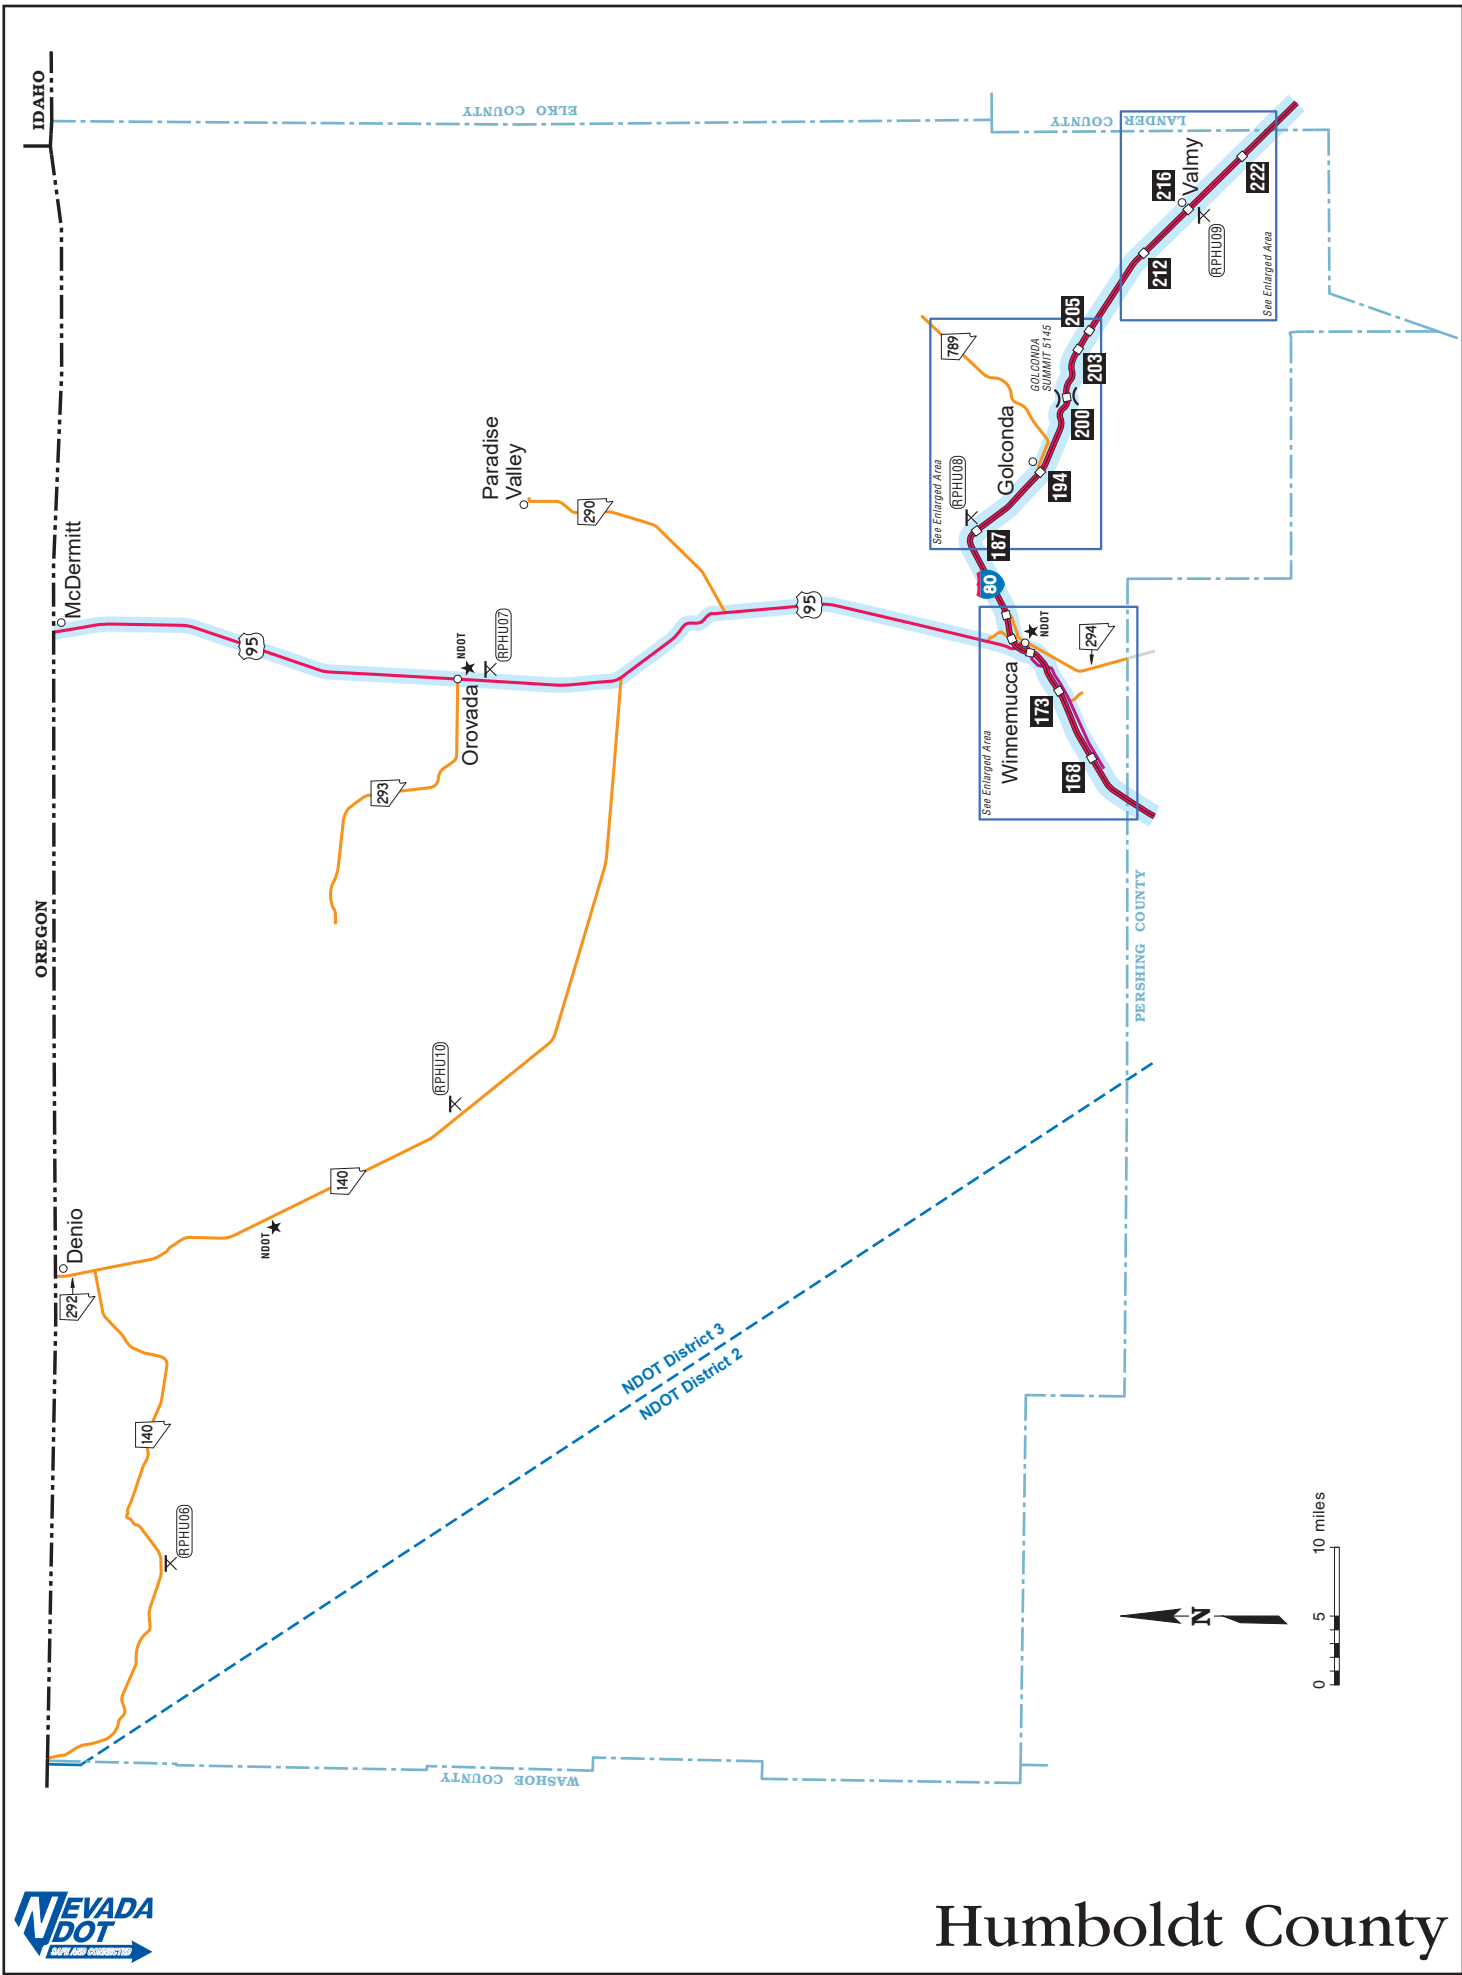 IDAHO
OREGON
ELKO COUNTY
LANDER COUNTY
McDermitt
95
NDOT
RPHU07
Orovada
293
Paradise
Valley
290
95
Denio
292
140
NDOT
RPHU10
140
RPHU06
See Enlarged Area
RPHU08
789
GOLCONDA
SUMMIT 5145
Golconda
187
194
200
203
205
80
See Enlarged Area
Winnemucca
NDOT
294
173
168
216
Valmy
212
222
RPHU09
See Enlarged Area
PERSHING COUNTY
NDOT District 3
NDOT District 2
WASHOE COUNTY
N
0 5 10 miles
NEVADA
DOT
SAFE AND CONNECTED
Humboldt County